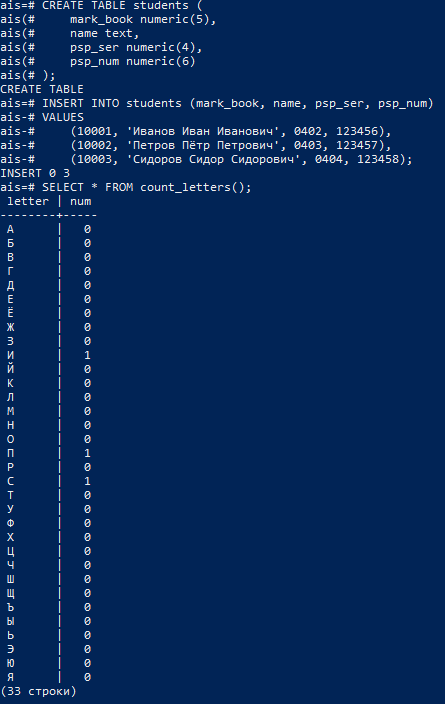 ais=# CREATE TABLE students (
ais(#     mark_book numeric(5),
ais(#     name text,
ais(#     psp_ser numeric(4),
ais(#     psp_num numeric(6)
ais(# );
CREATE TABLE
ais=# INSERT INTO students (mark_book, name, psp_ser, psp_num)
ais-# VALUES
ais-#     (10001, 'Иванов Иван Иванович', 0402, 123456),
ais-#     (10002, 'Петров Пётр Петрович', 0403, 123457),
ais-#     (10003, 'Сидоров Сидор Сидорович', 0404, 123458);
INSERT 0 3
ais=# SELECT * FROM count_letters();
 letter | num
--------+-----
 А      |   0
 Б      |   0
 В      |   0
 Г      |   0
 Д      |   0
 Е      |   0
 Ё      |   0
 Ж      |   0
 З      |   0
 И      |   1
 Й      |   0
 К      |   0
 Л      |   0
 М      |   0
 Н      |   0
 О      |   0
 П      |   1
 Р      |   0
 С      |   1
 Т      |   0
 У      |   0
 Ф      |   0
 Х      |   0
 Ц      |   0
 Ч      |   0
 Ш      |   0
 Щ      |   0
 Ъ      |   0
 Ы      |   0
 Ь      |   0
 Э      |   0
 Ю      |   0
 Я      |   0
(33 строки)